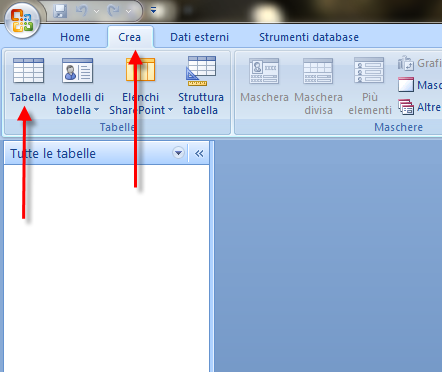 Home Crea Dati esterni Strumenti database
Tabella Modelli di tabella Elenchi SharePoint Struttura tabella Maschera Maschera divisa Più elementi
Altre
Tabelle Maschere
Tutte le tabelle